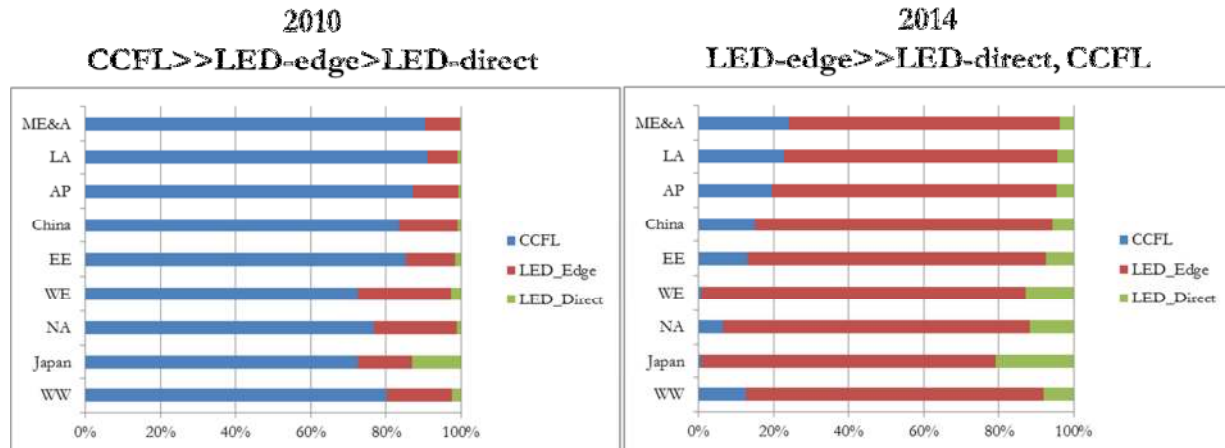 2010
CCFL>>LED-edge>LED-direct
ME&A
LA
AP
China
EE
WE
NA
Japan
WW
0% 20% 40% 60% 80% 100%
CCFL
LED_Edge
LED_Direct
2014
LED-edge>>LED-direct, CCFL
ME&A
LA
AP
China
EE
WE
NA
Japan
WW
0% 20% 40% 60% 80% 100%
CCFL
LED_Edge
LED_Direct